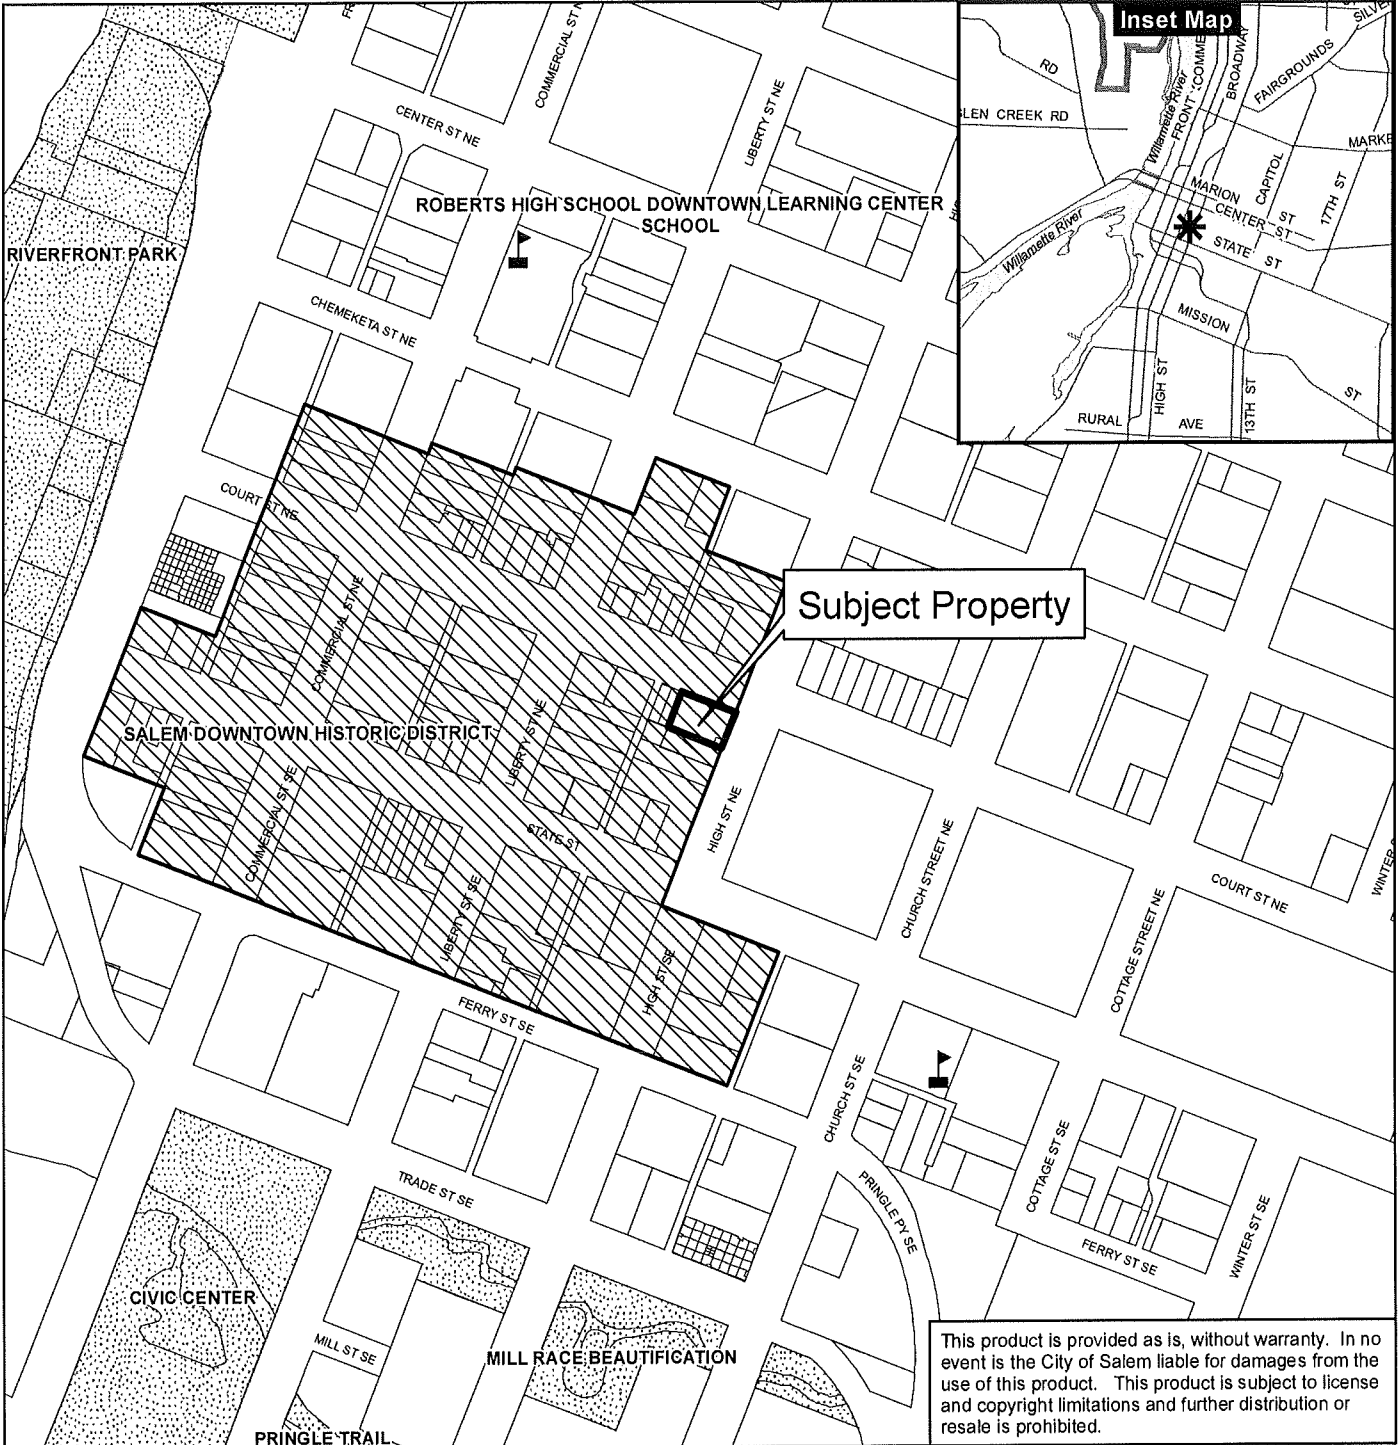 Inset Map
SILVE
RD
COMME
BROADWAY
FAIRGROUNDS
Willamette River
FRONT
GLEN CREEK RD
MARKE
CAPITOL
ST
17TH ST
MARION
ST
CENTER
ST
STATE
ST
Willamette River
MISSION
ST
HIGH ST
13TH ST
RURAL
AVE
FR
COMMERCIAL ST N
CENTER ST NE
LIBERTY ST NE
ROBERTS HIGH SCHOOL DOWNTOWN LEARNING CENTER
SCHOOL
RIVERFRONT PARK
CHEMEKETA ST NE
COURT ST NE
Subject Property
COMMERCIAL ST NE
LIBERTY ST NE
SALEM DOWNTOWN HISTORIC DISTRICT
COMMERCIAL ST SE
STATE ST
HIGH ST NE
CHURCH STREET NE
COURT ST NE
WINTER S
COTTAGE STREET NE
LIBERTY ST SE
HIGH ST SE
FERRY ST SE
CHURCH ST SE
COTTAGE ST SE
TRADE ST SE
PRINGLE PY SE
FERRY ST SE
WINTER ST SE
CIVIC CENTER
MILL ST SE
MILL RACE BEAUTIFICATION
PRINGLE TRAIL
This product is provided as is, without warranty. In no
event is the City of Salem liable for damages from the
use of this product. This product is subject to license
and copyright limitations and further distribution or
resale is prohibited.